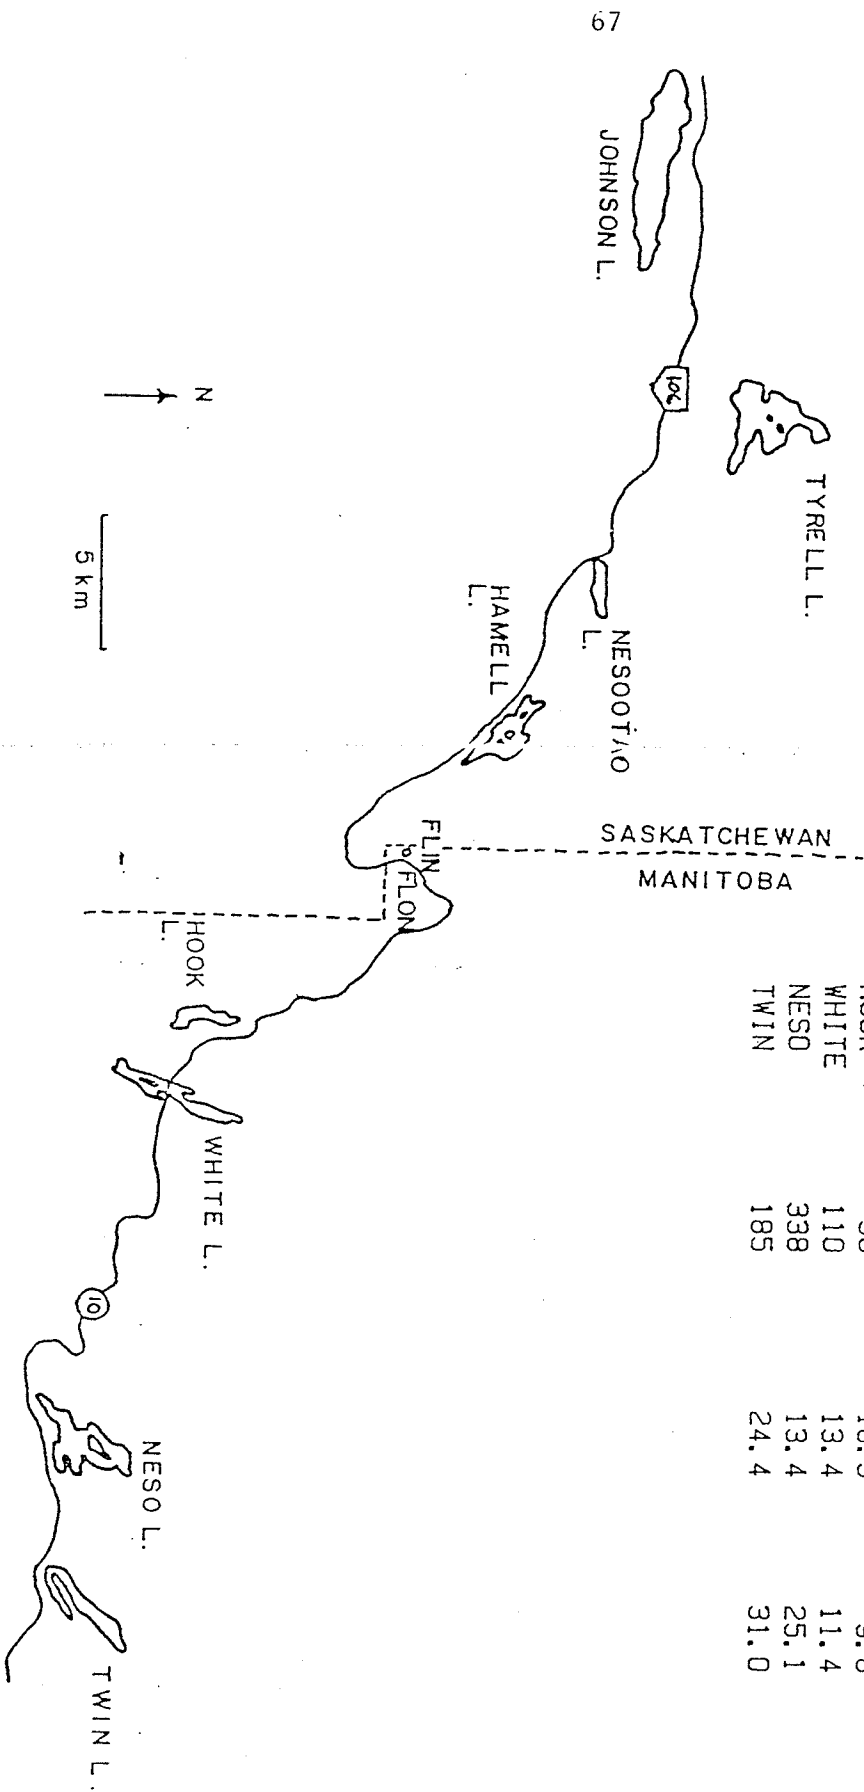 67
JOHNSON L.
106
TYRELL L.
N
5 km
HAMELL
L.
L.
FLIN
FLON
SASKATCHEWAN
MANITOBA
HOOK
L.
WHITE L.
10
NESO L.
TWIN L.
WHITE 110 13.4 11.4
NESO 338 13.4 25.1
TWIN 185 24.4 31.0